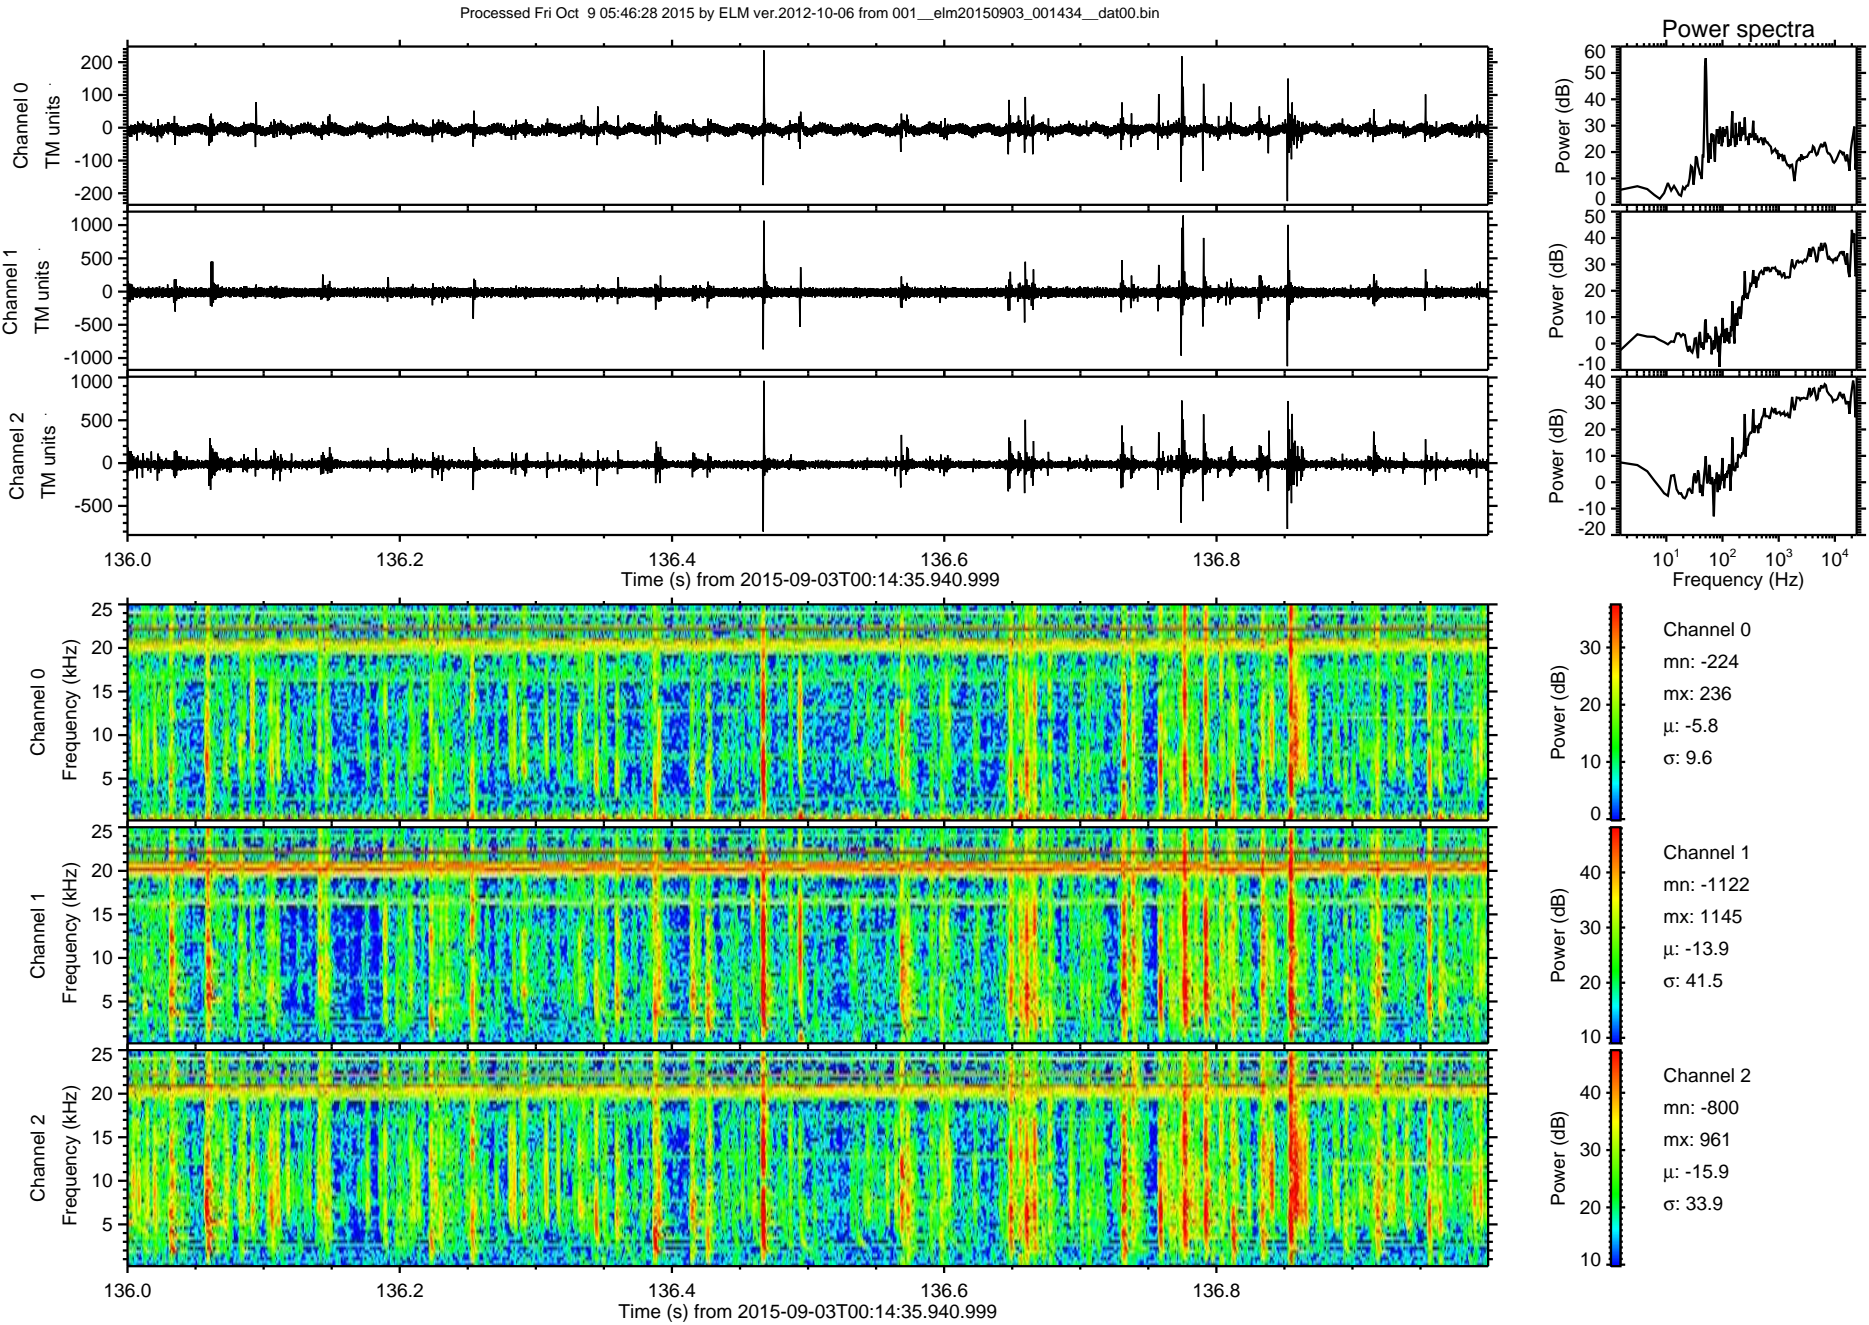 Processed Fri Oct  9 05:46:28 2015 by ELM ver.2012-10-06 from 001__elm20150903_001434__dat00.bin
Power spectra
Channel 0
TM units
200
100
0
-100
-200
Power (dB)
60
50
40
30
20
10
0
Channel 1
TM units
1000
500
0
-500
-1000
Power (dB)
50
40
30
20
10
0
-10
Channel 2
TM units
1000
500
0
-500
Power (dB)
40
30
20
10
0
-10
-20
136.0 136.2 136.4 136.6 136.8
Time (s) from 2015-09-03T00:14:35.940.999
10^1 10^2 10^3 10^4
Frequency (Hz)
Channel 0
Frequency (kHz)
25
20
15
10
5
Power (dB)
30
20
10
0
Channel 0
mn: -224
mx: 236
μ: -5.8
σ: 9.6
Channel 1
Frequency (kHz)
25
20
15
10
5
Power (dB)
40
30
20
10
Channel 1
mn: -1122
mx: 1145
μ: -13.9
σ: 41.5
Channel 2
Frequency (kHz)
25
20
15
10
5
Power (dB)
40
30
20
10
Channel 2
mn: -800
mx: 961
μ: -15.9
σ: 33.9
136.0 136.2 136.4 136.6 136.8
Time (s) from 2015-09-03T00:14:35.940.999